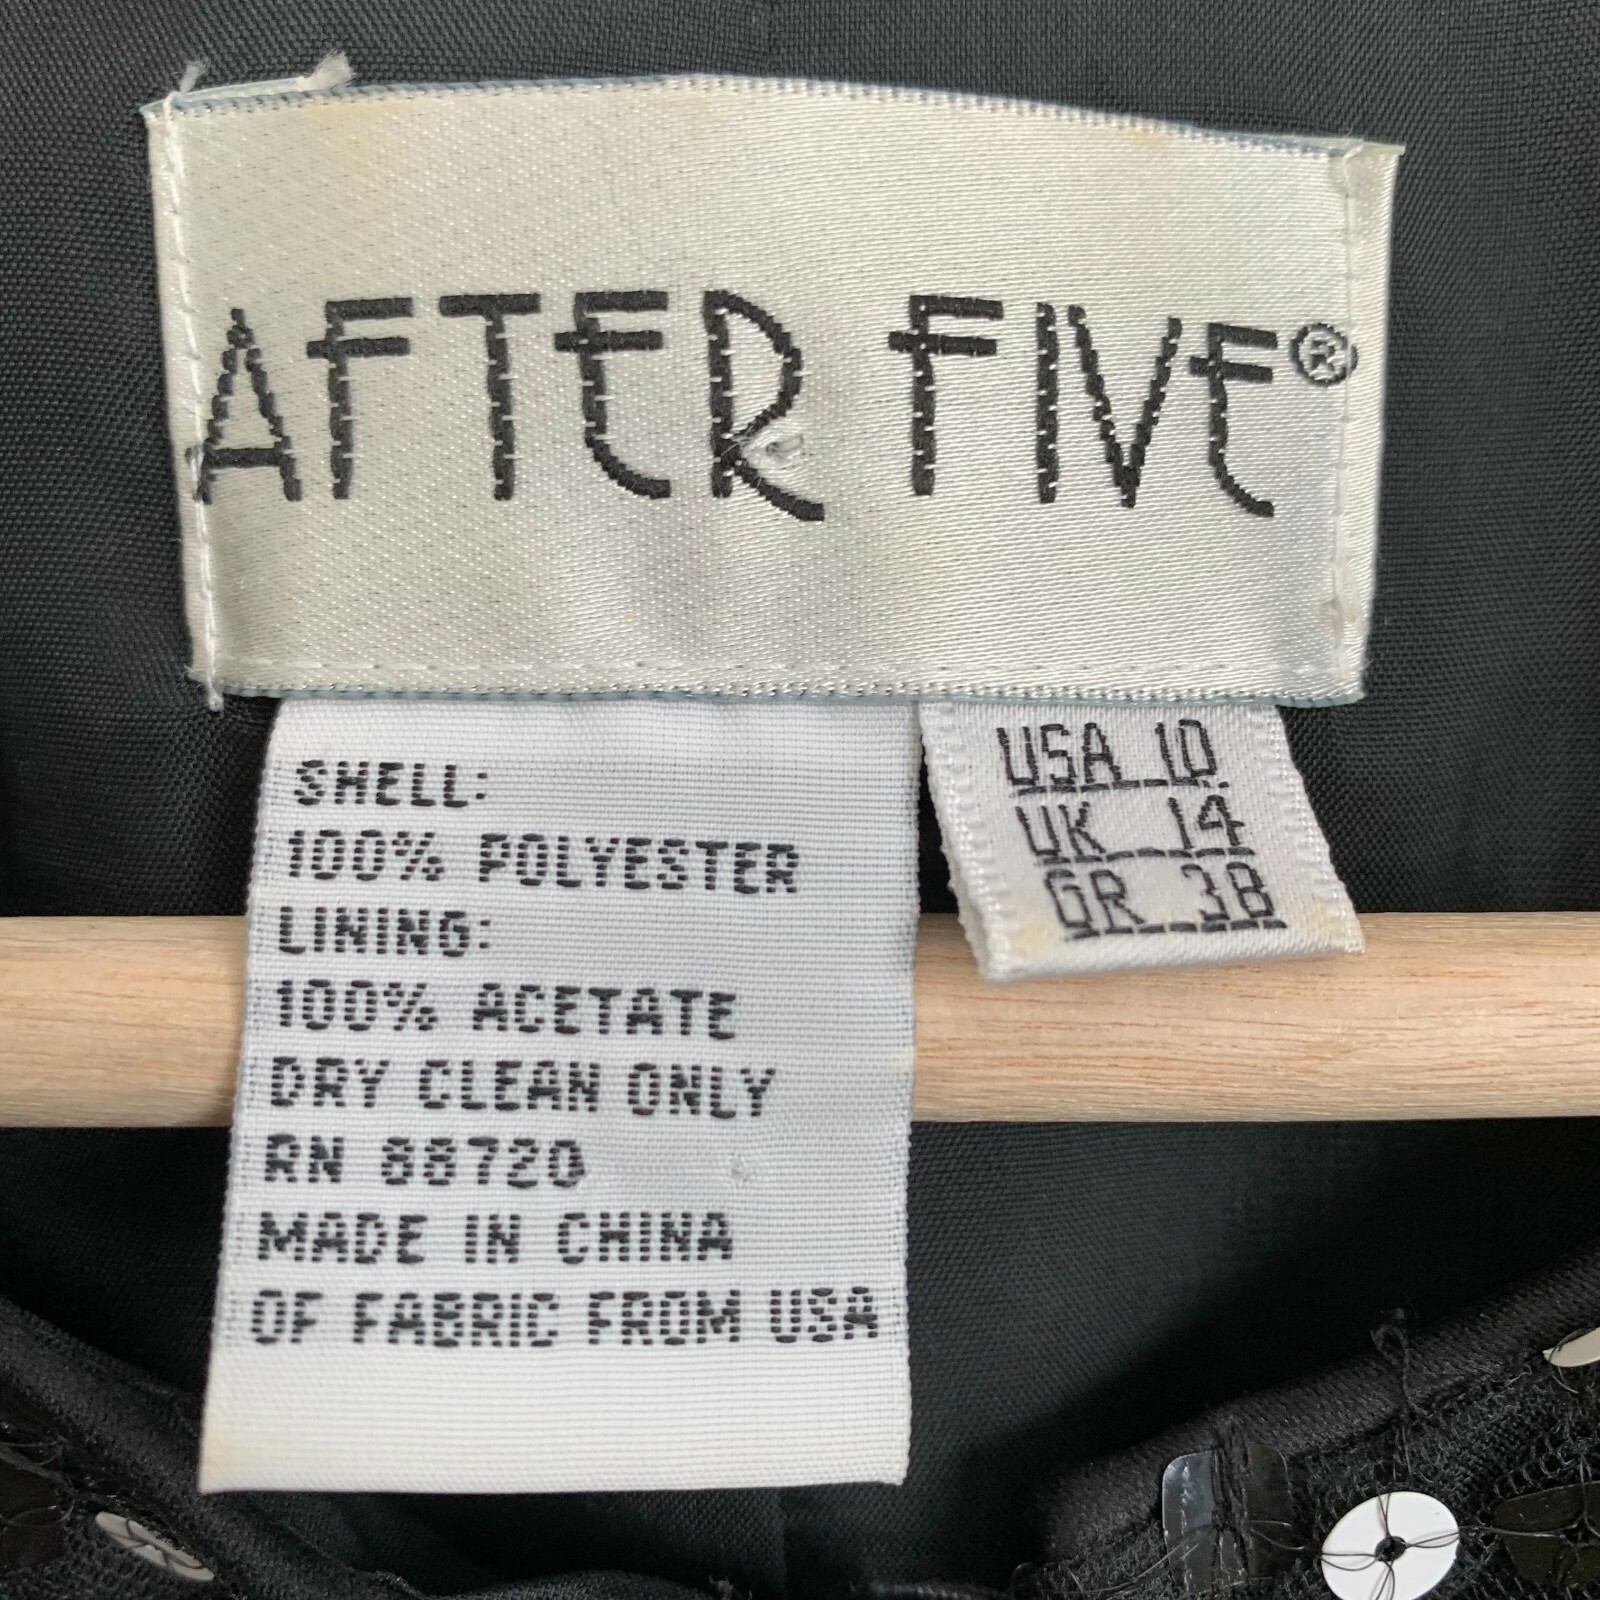 AFTER FIVE®
SHELL:
100% POLYESTER
LINING:
100% ACETATE
DRY CLEAN ONLY
RN 88720
MADE IN CHINA
OF FABRIC FROM USA
USA 10
UK 14
GR 38